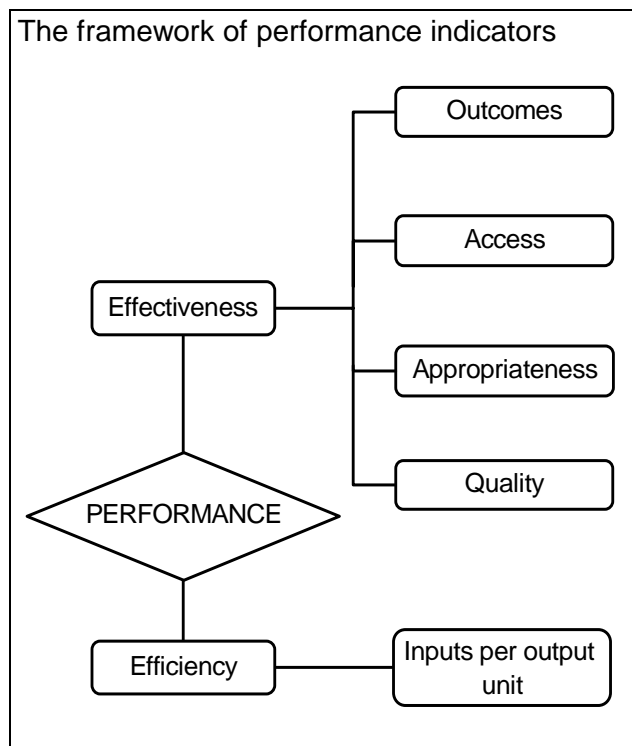 The framework of performance indicators
Outcomes
Access
Effectiveness
Appropriateness
Quality
PERFORMANCE
Efficiency
Inputs per output
unit